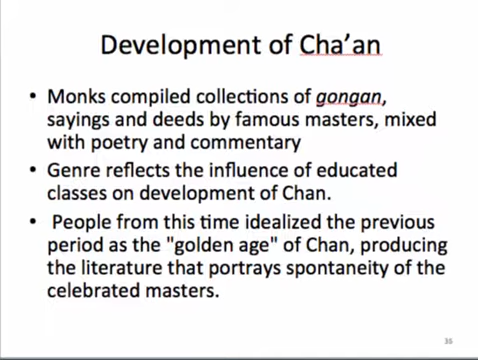 Development of Cha'an
• Monks compiled collections of gongan,
sayings and deeds by famous masters, mixed
with poetry and commentary
• Genre reflects the influence of educated
classes on development of Chan.
• People from this time idealized the previous
period as the "golden age" of Chan, producing
the literature that portrays spontaneity of the
celebrated masters.